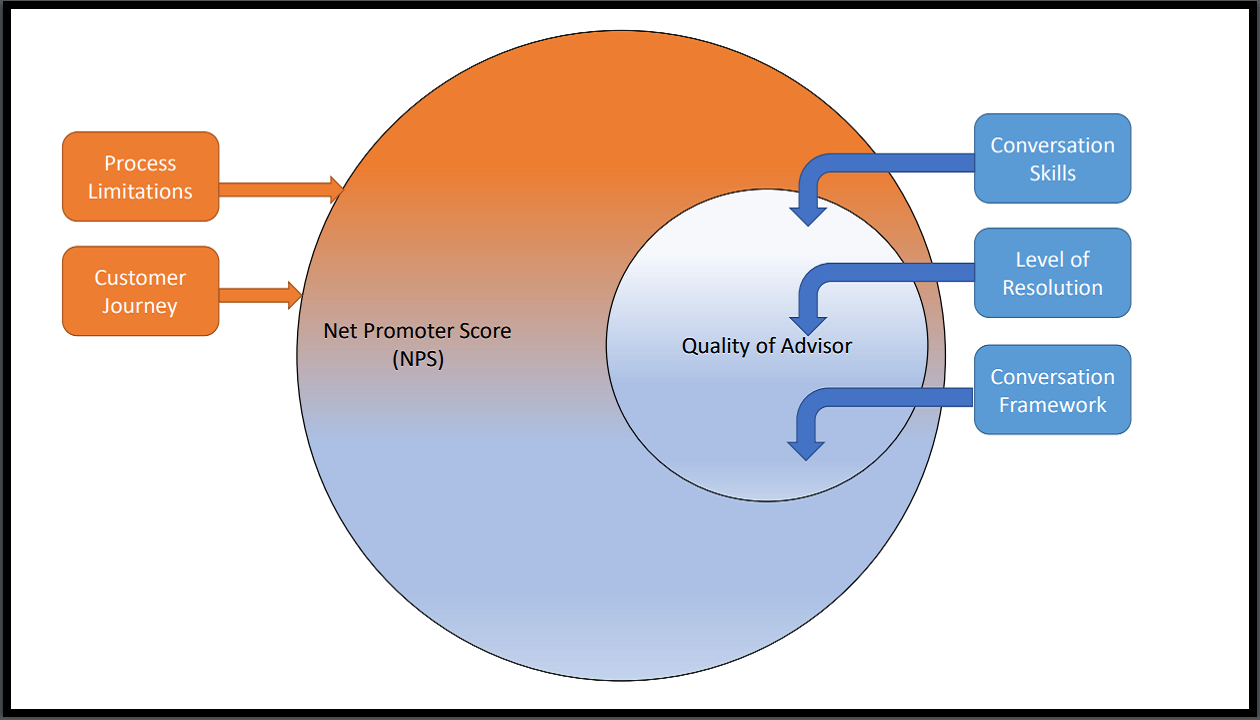 Process
Limitations
Customer
Journey
Net Promoter Score
(NPS)
Quality of Advisor
Conversation
Skills
Level of
Resolution
Conversation
Framework